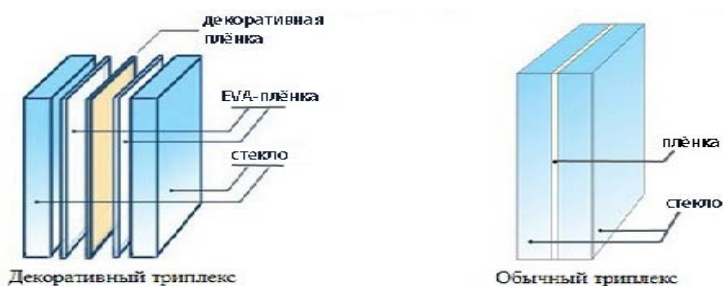 декоративная
плёнка
EVA-плёнка
стекло
Декоративный триплекс
плёнка
стекло
Обычный триплекс